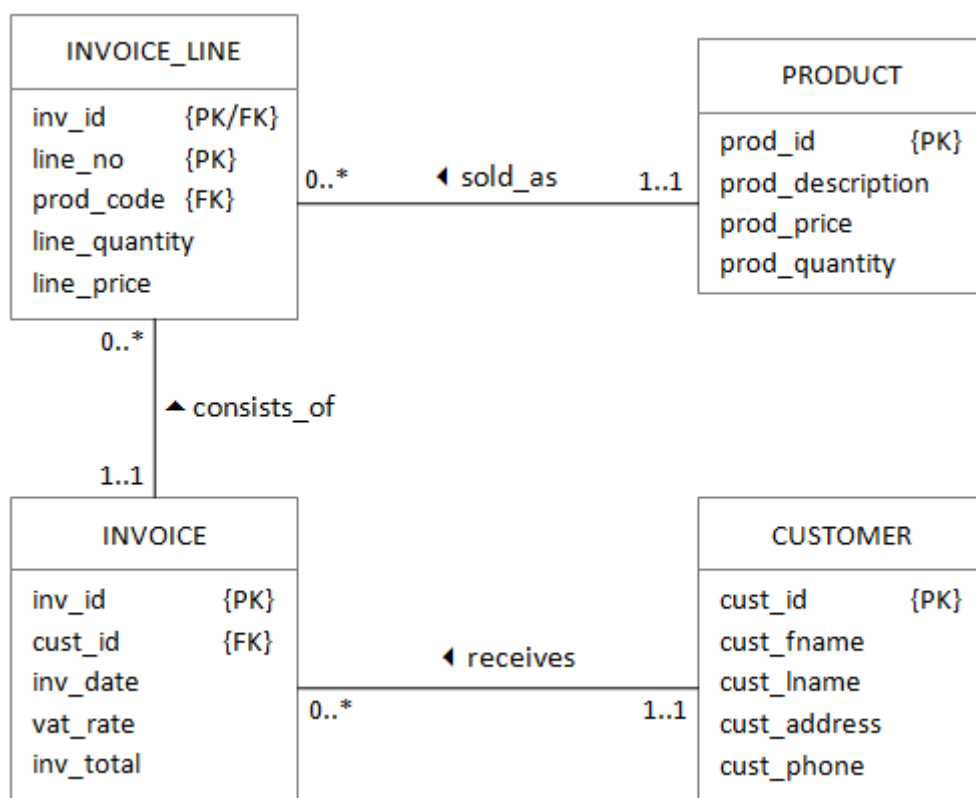 INVOICE_LINE
inv_id {PK/FK}
line_no {PK}
prod_code {FK}
line_quantity
line_price
PRODUCT
prod_id {PK}
prod_description
prod_price
prod_quantity
0..* ◄ sold_as 1..1
0..*
▲ consists_of
1..1
INVOICE
inv_id {PK}
cust_id {FK}
inv_date
vat_rate
inv_total
◄ receives
0..* 1..1
CUSTOMER
cust_id {PK}
cust_fname
cust_lname
cust_address
cust_phone